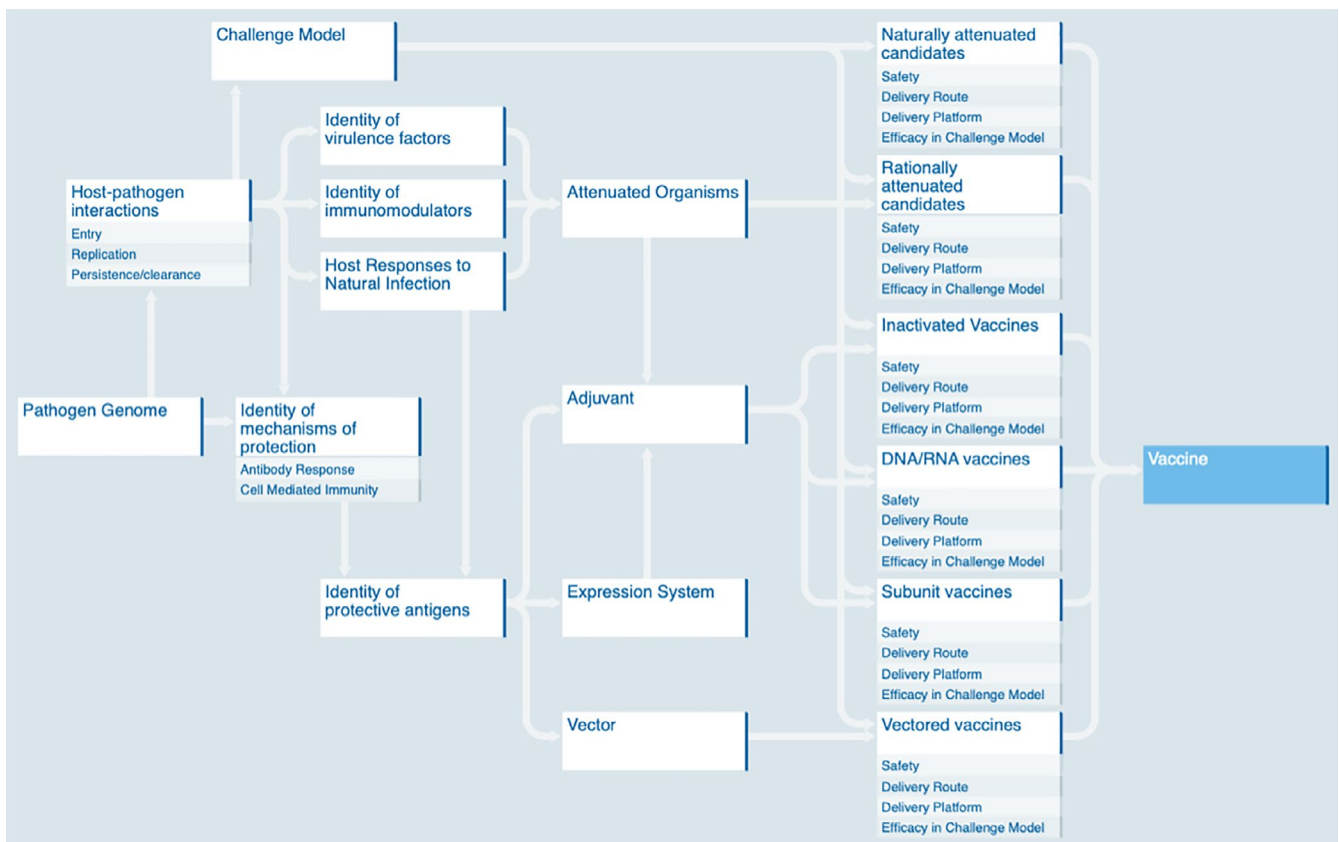 Challenge Model
Naturally attenuated
candidates
Safety
Delivery Route
Delivery Platform
Efficacy in Challenge Model
Identity of
virulence factors
Host-pathogen
interactions
Entry
Replication
Persistence/clearance
Identity of
immunomodulators
Attenuated Organisms
Rationally
attenuated
candidates
Safety
Delivery Route
Delivery Platform
Efficacy in Challenge Model
Host Responses to
Natural Infection
Inactivated Vaccines
Safety
Delivery Route
Delivery Platform
Efficacy in Challenge Model
Pathogen Genome
Identity of
mechanisms of
protection
Antibody Response
Cell Mediated Immunity
Adjuvant
DNA/RNA vaccines
Safety
Delivery Route
Delivery Platform
Efficacy in Challenge Model
Vaccine
Identity of
protective antigens
Expression System
Subunit vaccines
Safety
Delivery Route
Delivery Platform
Efficacy in Challenge Model
Vector
Vectored vaccines
Safety
Delivery Route
Delivery Platform
Efficacy in Challenge Model